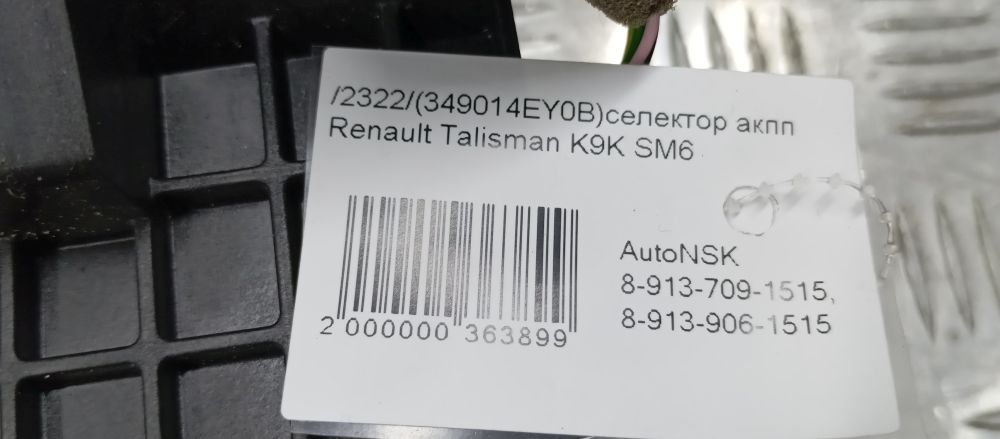 /2322/(349014EY0B)селектор акпп
Renault Talisman K9K SM6
AutoNSK
8-913-709-1515,
8-913-906-1515
2 000000 363899